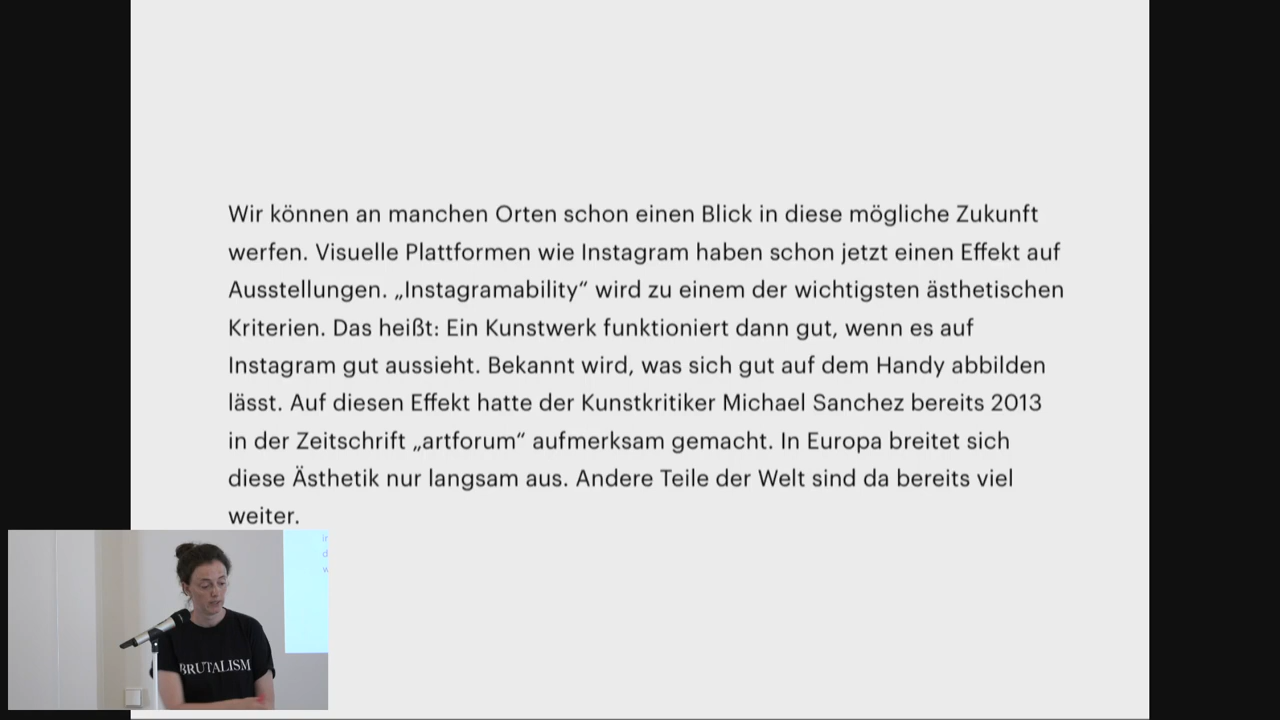 Wir können an manchen Orten schon einen Blick in diese mögliche Zukunft
werfen. Visuelle Plattformen wie Instagram haben schon jetzt einen Effekt auf
Ausstellungen. „Instagramability“ wird zu einem der wichtigsten ästhetischen
Kriterien. Das heißt: Ein Kunstwerk funktioniert dann gut, wenn es auf
Instagram gut aussieht. Bekannt wird, was sich gut auf dem Handy abbilden
lässt. Auf diesen Effekt hatte der Kunstkritiker Michael Sanchez bereits 2013
in der Zeitschrift „artforum“ aufmerksam gemacht. In Europa breitet sich
diese Ästhetik nur langsam aus. Andere Teile der Welt sind da bereits viel
weiter.
BRUTALISM